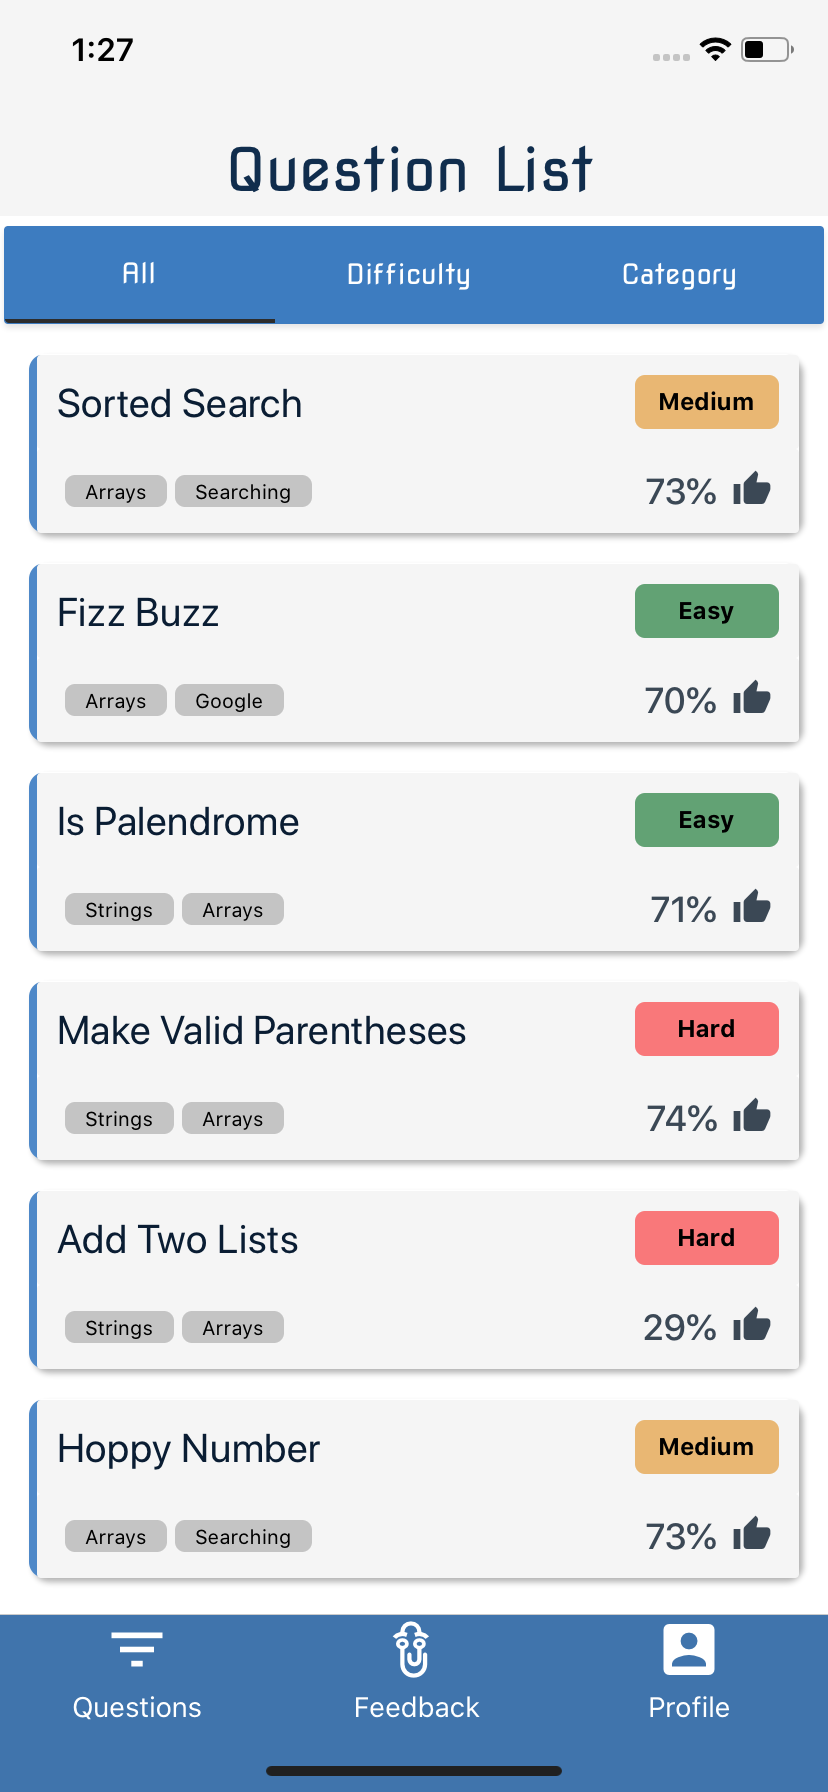 1:27
Question List
All Difficulty Category
Sorted Search Medium
Arrays Searching 73%
Fizz Buzz Easy
Arrays Google 70%
Is Palendrome Easy
Strings Arrays 71%
Make Valid Parentheses Hard
Strings Arrays 74%
Add Two Lists Hard
Strings Arrays 29%
Hoppy Number Medium
Arrays Searching 73%
Questions Feedback Profile